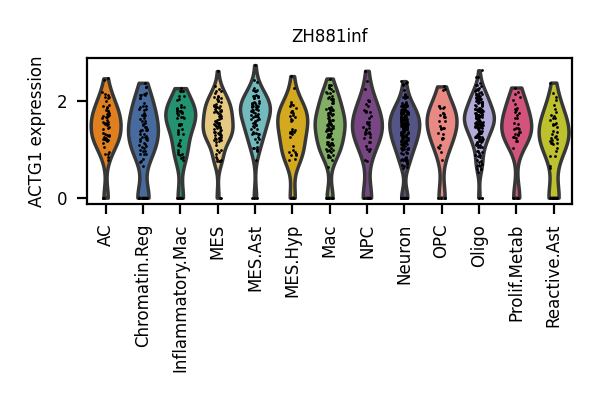 ZH881inf
ACTG1 expression
2
0
AC
Chromatin.Reg
Inflammatory.Mac
MES
MES.Ast
MES.Hyp
Mac
NPC
Neuron
OPC
Oligo
Prolif.Metab
Reactive.Ast